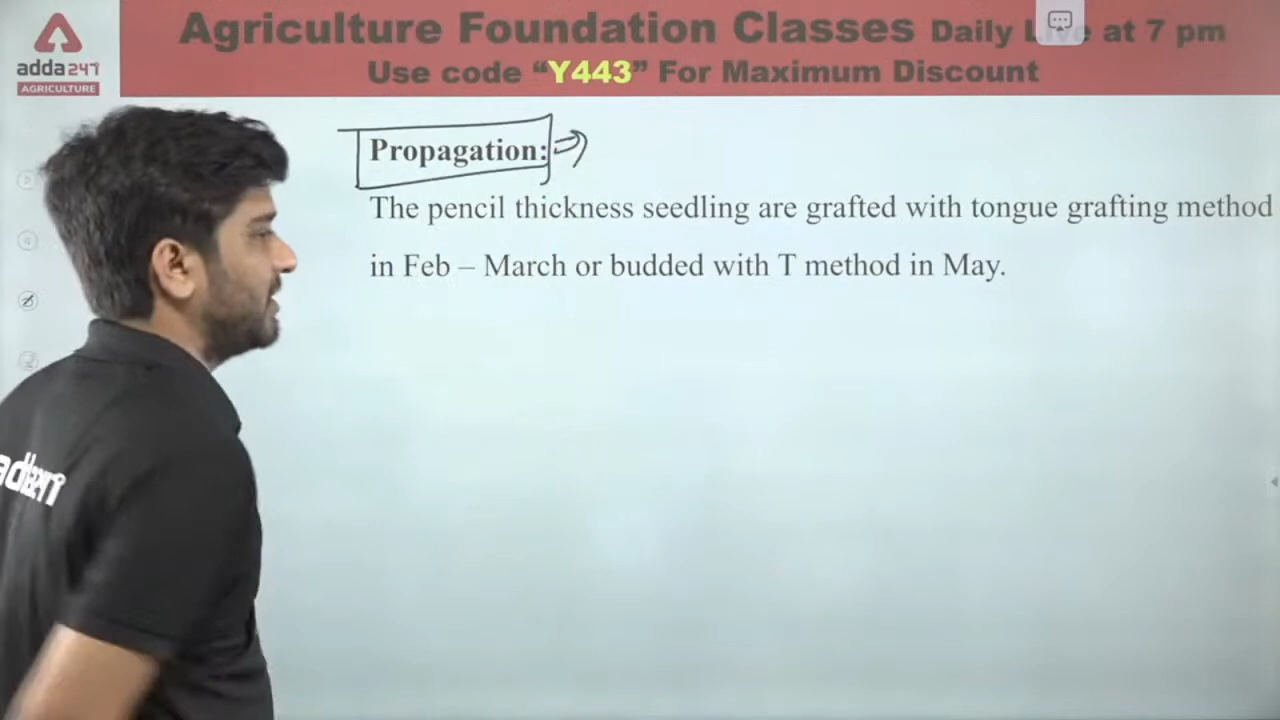 Agriculture Foundation Classes Daily Live at 7 pm
adda247
AGRICULTURE
Use code “Y443” For Maximum Discount
Propagation:
The pencil thickness seedling are grafted with tongue grafting method
in Feb – March or budded with T method in May.